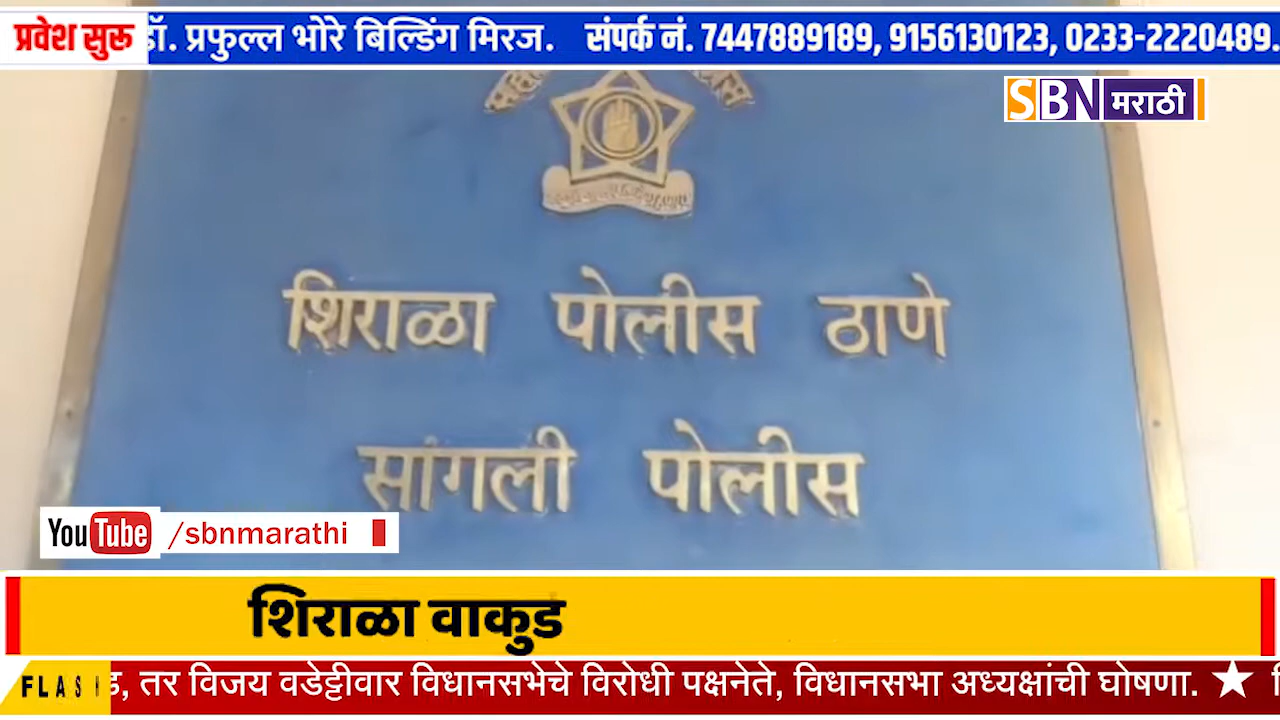 प्रवेश सुरू
डॉ. प्रफुल्ल भोरे बिल्डिंग मिरज. संपर्क नं. 7447889189, 9156130123, 0233-2220489.
SBN मराठी
शिराळा पोलीस ठाणे
सांगली पोलीस
YouTube /sbnmarathi
शिराळा वाकुड
FLASH
, तर विजय वडेट्टीवार विधानसभेचे विरोधी पक्षनेते, विधानसभा अध्यक्षांची घोषणा. ★